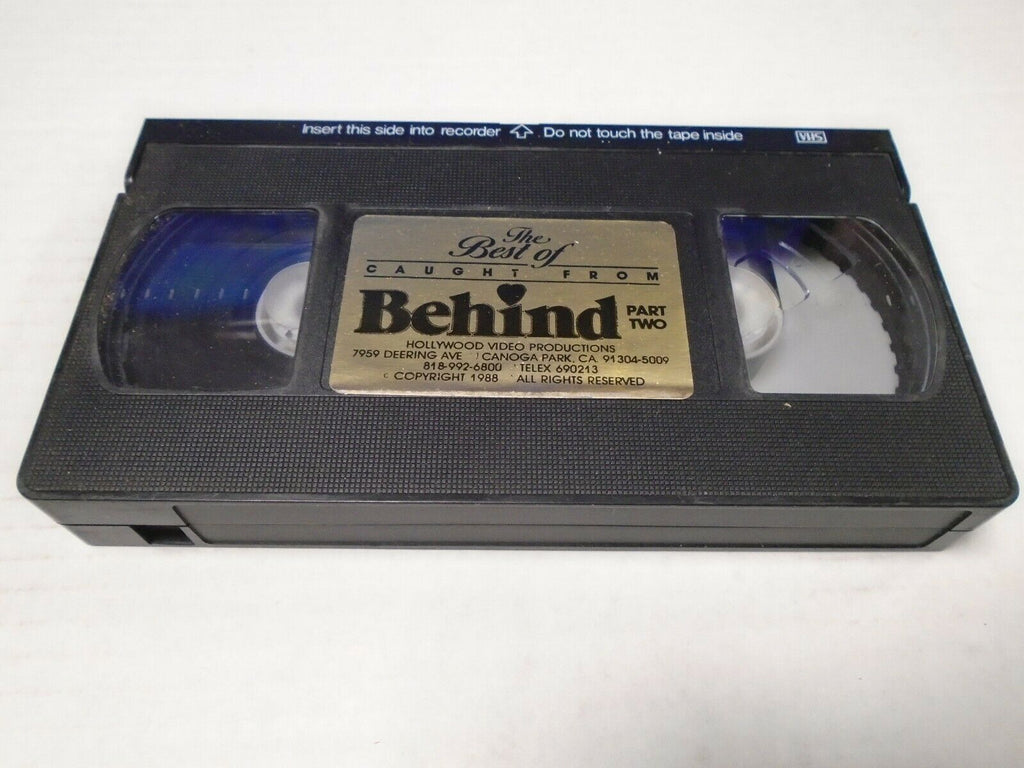 Insert this side into recorder ⇧ Do not touch the tape inside VHS
The
Best of
CAUGHT FROM
Behind PART TWO
HOLLYWOOD VIDEO PRODUCTIONS
7959 DEERING AVE CANOGA PARK, CA. 91304-5009
818-992-6800 TELEX 690213
© COPYRIGHT 1988 ALL RIGHTS RESERVED